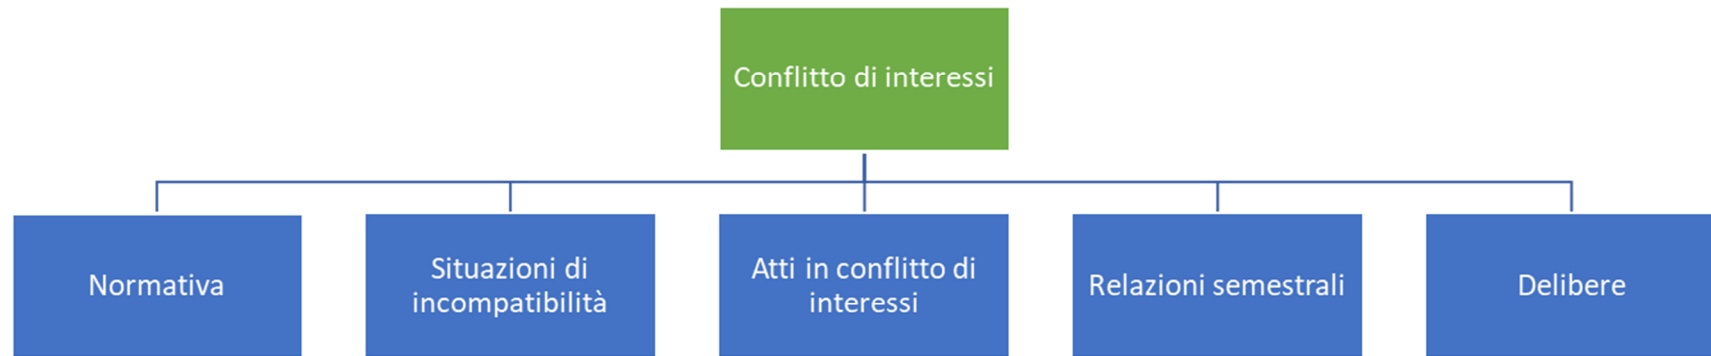 Conflitto di interessi
Normativa
Situazioni di
incompatibilità
Atti in conflitto di
interessi
Relazioni semestrali
Delibere